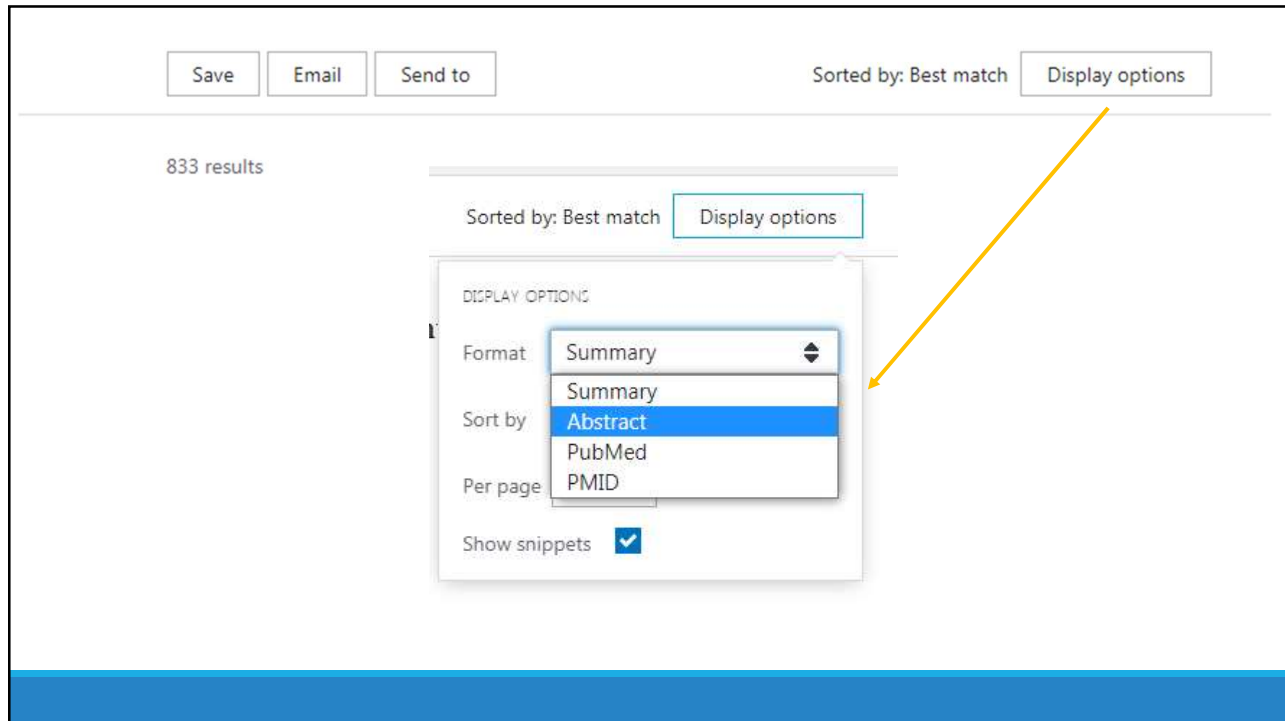 Save Email Send to Sorted by: Best match Display options
833 results
Sorted by: Best match Display options
DISPLAY OPTIONS
Format Summary
Summary
Sort by Abstract
PubMed
Per page PMID
Show snippets